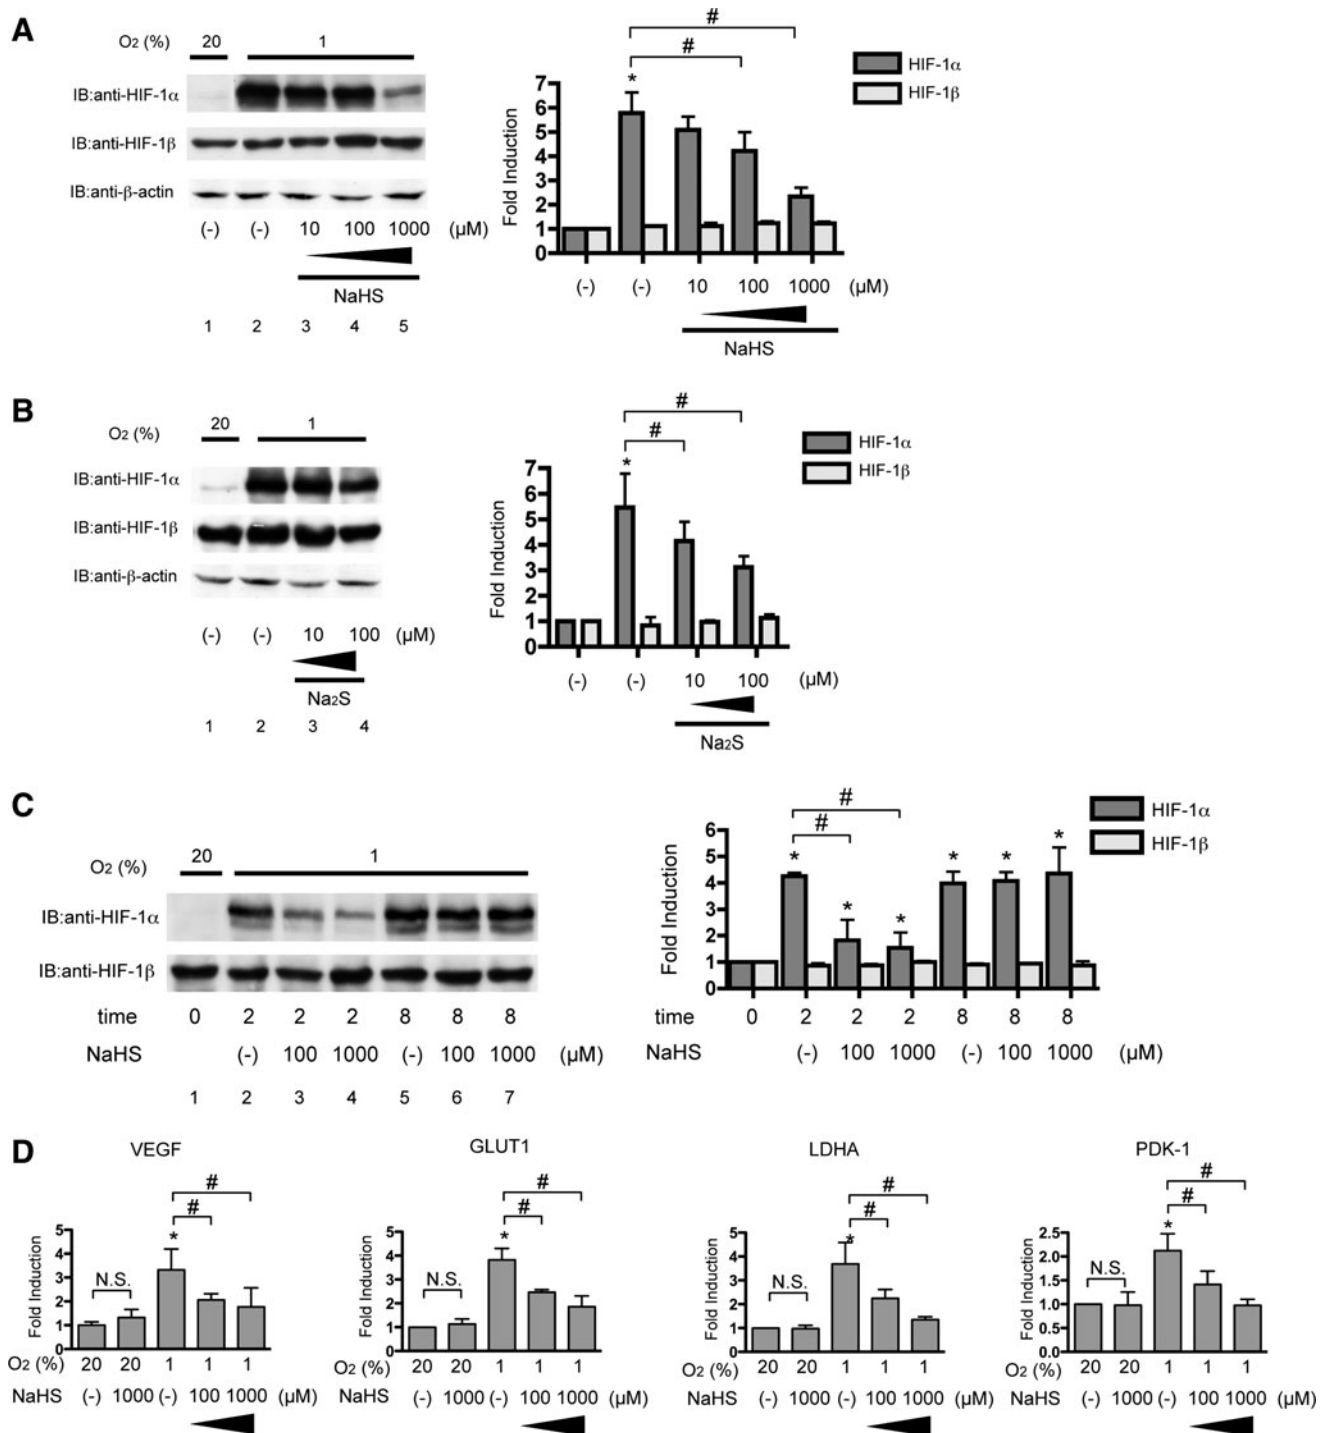 A
O2 (%)
20
1
IB:anti-HIF-1α
IB:anti-HIF-1β
IB:anti-β-actin
(-) (-) 10 100 1000 (µM)
NaHS
1 2 3 4 5
#
#
*
7
6
5
4
3
2
1
0
Fold Induction
HIF-1α
HIF-1β
(-) (-) 10 100 1000 (µM)
NaHS
B
O2 (%)
20
1
IB:anti-HIF-1α
IB:anti-HIF-1β
IB:anti-β-actin
(-) (-) 10 100 (µM)
Na2S
1 2 3 4
#
#
*
7
6
5
4
3
2
1
0
Fold Induction
HIF-1α
HIF-1β
(-) (-) 10 100 (µM)
Na2S
C
O2 (%)
20
1
IB:anti-HIF-1α
IB:anti-HIF-1β
time 0 2 2 2 8 8 8
NaHS (-) 100 1000 (-) 100 1000 (µM)
1 2 3 4 5 6 7
#
#
* * * * * *
6
5
4
3
2
1
0
Fold Induction
HIF-1α
HIF-1β
time 0 2 2 2 8 8 8
NaHS (-) 100 1000 (-) 100 1000 (µM)
D
VEGF
#
#
*
N.S.
5
4
3
2
1
0
Fold Induction
O2 (%) 20 20 1 1 1
NaHS (-) 1000 (-) 100 1000 (µM)
GLUT1
#
#
*
N.S.
5
4
3
2
1
0
Fold Induction
20 20 1 1 1 O2 (%)
NaHS (-) 1000 (-) 100 1000 (µM)
LDHA
#
#
*
N.S.
5
4
3
2
1
0
Fold Induction
O2 (%) 20 20 1 1 1
NaHS (-) 1000 (-) 100 1000 (µM)
PDK-1
#
#
*
N.S.
2.5
2.0
1.5
1.0
0.5
0.0
Fold Induction
O2 (%) 20 20 1 1 1
NaHS (-) 1000 (-) 100 1000 (µM)